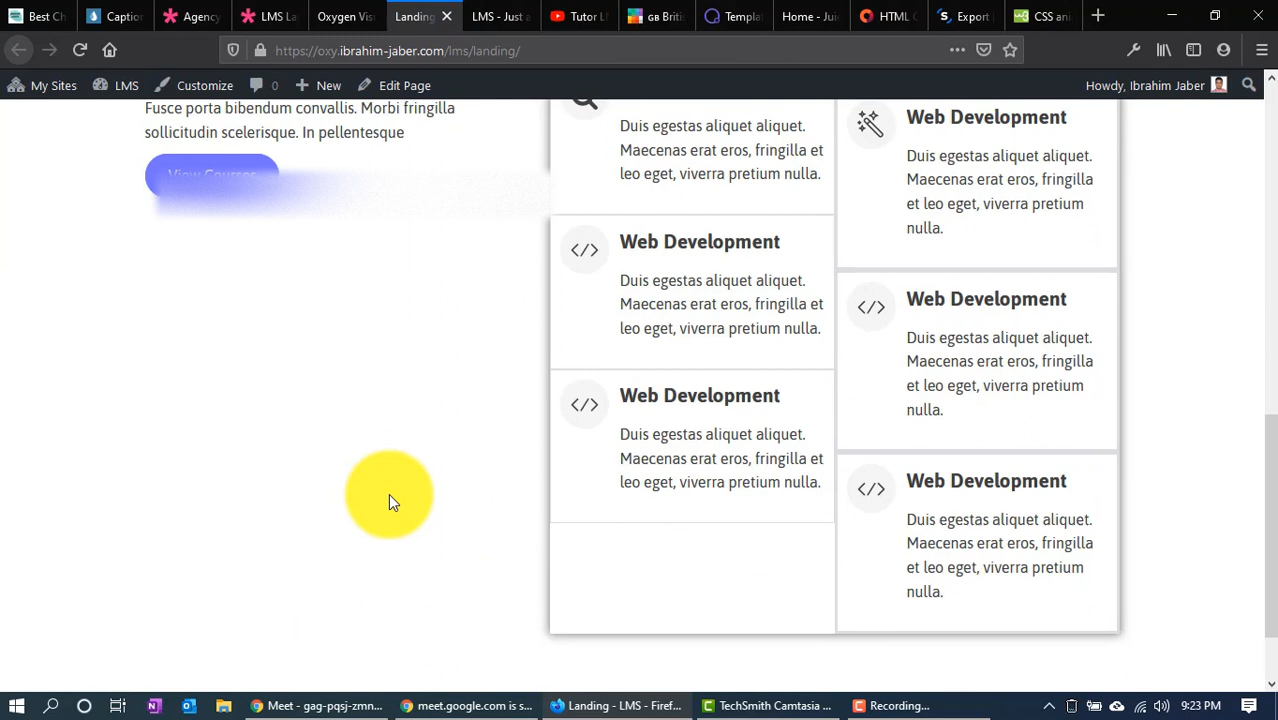 Best Ch
Caption
Agency
LMS La
Oxygen Vis
Landing
LMS - Just a
Tutor L
GB Brit
Templa
Home - Jui
HTML C
Export
CSS an
https://oxy.ibrahim-jaber.com/lms/landing/
My Sites
LMS
Customize
0
New
Edit Page
Howdy, Ibrahim Jaber
Fusce porta bibendum convallis. Morbi fringilla
sollicitudin scelerisque. In pellentesque
View Courses
Duis egestas aliquet aliquet.
Maecenas erat eros, fringilla et
leo eget, viverra pretium nulla.
Web Development
Duis egestas aliquet aliquet.
Maecenas erat eros, fringilla et
leo eget, viverra pretium nulla.
Web Development
Duis egestas aliquet aliquet.
Maecenas erat eros, fringilla et
leo eget, viverra pretium nulla.
Web Development
Duis egestas aliquet aliquet.
Maecenas erat eros, fringilla
et leo eget, viverra pretium
nulla.
Web Development
Duis egestas aliquet aliquet.
Maecenas erat eros, fringilla
et leo eget, viverra pretium
nulla.
Web Development
Duis egestas aliquet aliquet.
Maecenas erat eros, fringilla
et leo eget, viverra pretium
nulla.
Meet - gag-pqsj-zmn...
meet.google.com is s...
Landing - LMS - Firef...
TechSmith Camtasia ...
Recording...
9:23 PM